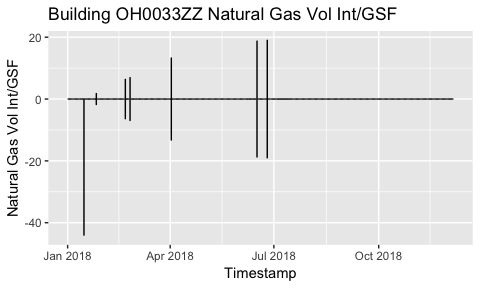 Building OH0033ZZ Natural Gas Vol Int/GSF
Natural Gas Vol Int/GSF
20
0
-20
-40
Jan 2018
Apr 2018
Jul 2018
Oct 2018
Timestamp